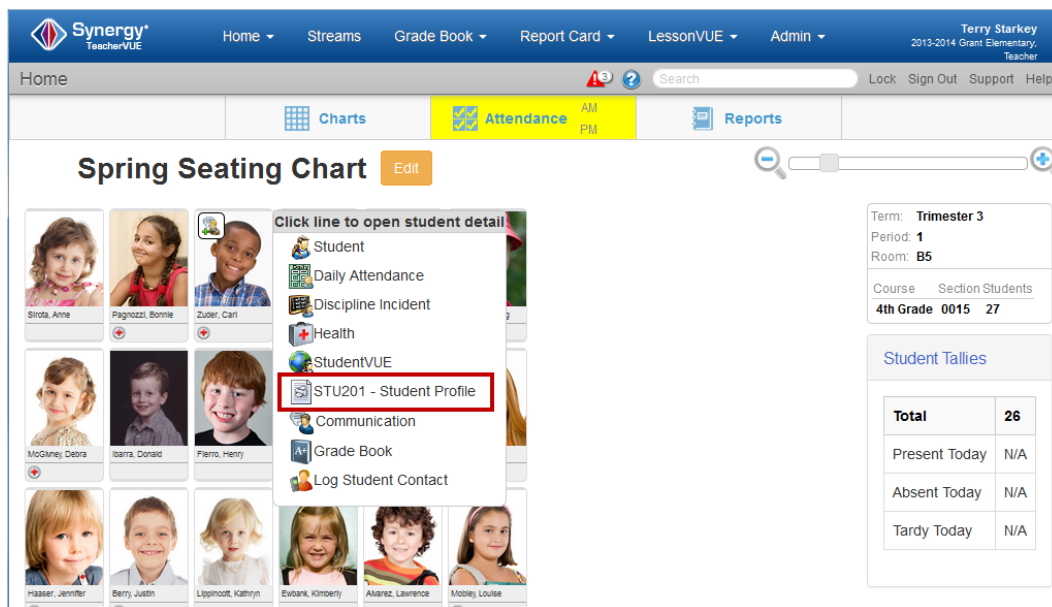 Synergy*
TeacherVUE
Home
Streams
Grade Book
Report Card
LessonVUE
Admin
Terry Starkey
2013-2014 Grant Elementary,
Teacher
Home
3
?
Search
Lock Sign Out Support Help
Charts
Attendance
AM
PM
Reports
Spring Seating Chart
Edit
Click line to open student detail
Student
Daily Attendance
Discipline Incident
Health
StudentVUE
STU201 - Student Profile
Communication
A+
Grade Book
Log Student Contact
Sirota, Anne
Pagnozzi, Bonnie
Zuder, Carl
McGivney, Debra
Ibarra, Donald
Fierro, Henry
Haaser, Jennifer
Berry, Justin
Lippincott, Kathryn
Ewbank, Kimberly
Alvarez, Lawrence
Mobley, Louise
Term: Trimester 3
Period: 1
Room: B5
Course Section Students
4th Grade 0015 27
Student Tallies
Total 26
Present Today N/A
Absent Today N/A
Tardy Today N/A